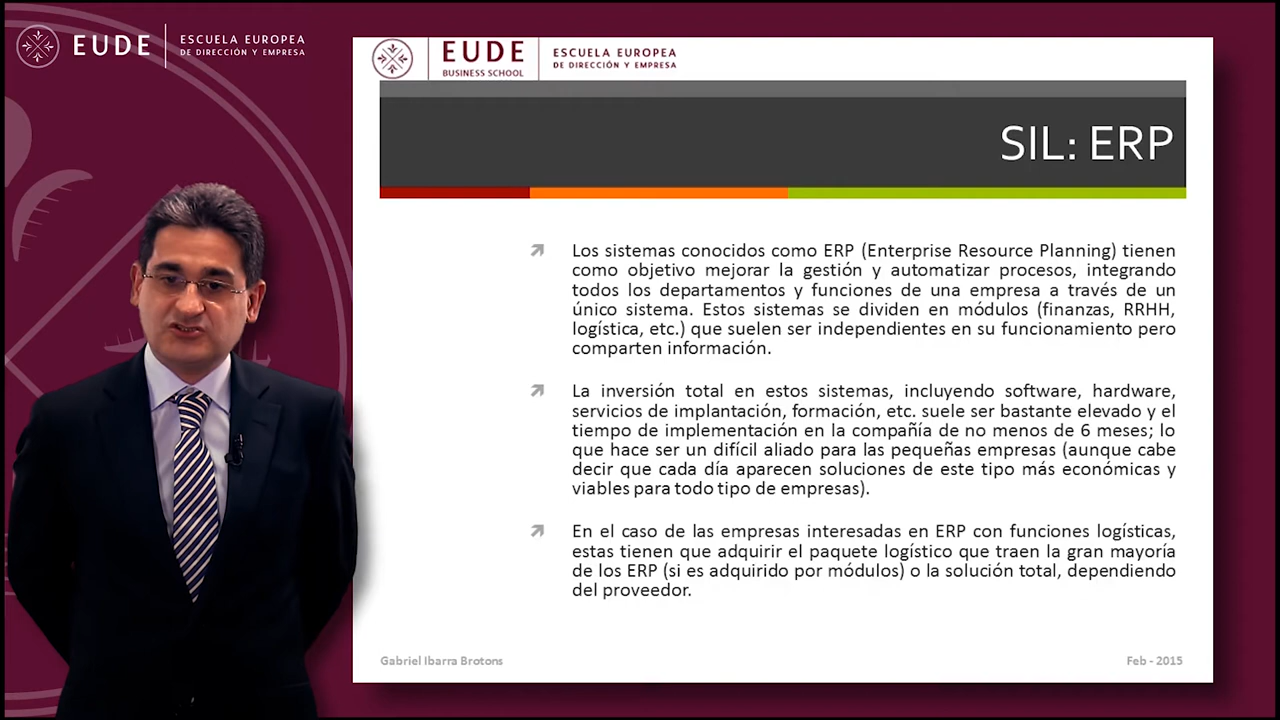 EUDE
ESCUELA EUROPEA
DE DIRECCIÓN Y EMPRESA
EUDE
BUSINESS SCHOOL
ESCUELA EUROPEA
DE DIRECCIÓN Y EMPRESA
SIL: ERP
Los sistemas conocidos como ERP (Enterprise Resource Planning) tienen
como objetivo mejorar la gestión y automatizar procesos, integrando
todos los departamentos y funciones de una empresa a través de un
único sistema. Estos sistemas se dividen en módulos (finanzas, RRHH,
logística, etc.) que suelen ser independientes en su funcionamiento pero
comparten información.
La inversión total en estos sistemas, incluyendo software, hardware,
servicios de implantación, formación, etc. suele ser bastante elevado y el
tiempo de implementación en la compañía de no menos de 6 meses; lo
que hace ser un difícil aliado para las pequeñas empresas (aunque cabe
decir que cada día aparecen soluciones de este tipo más económicas y
viables para todo tipo de empresas).
En el caso de las empresas interesadas en ERP con funciones logísticas,
estas tienen que adquirir el paquete logístico que traen la gran mayoría
de los ERP (si es adquirido por módulos) o la solución total, dependiendo
del proveedor.
Gabriel Ibarra Brotons
Feb - 2015